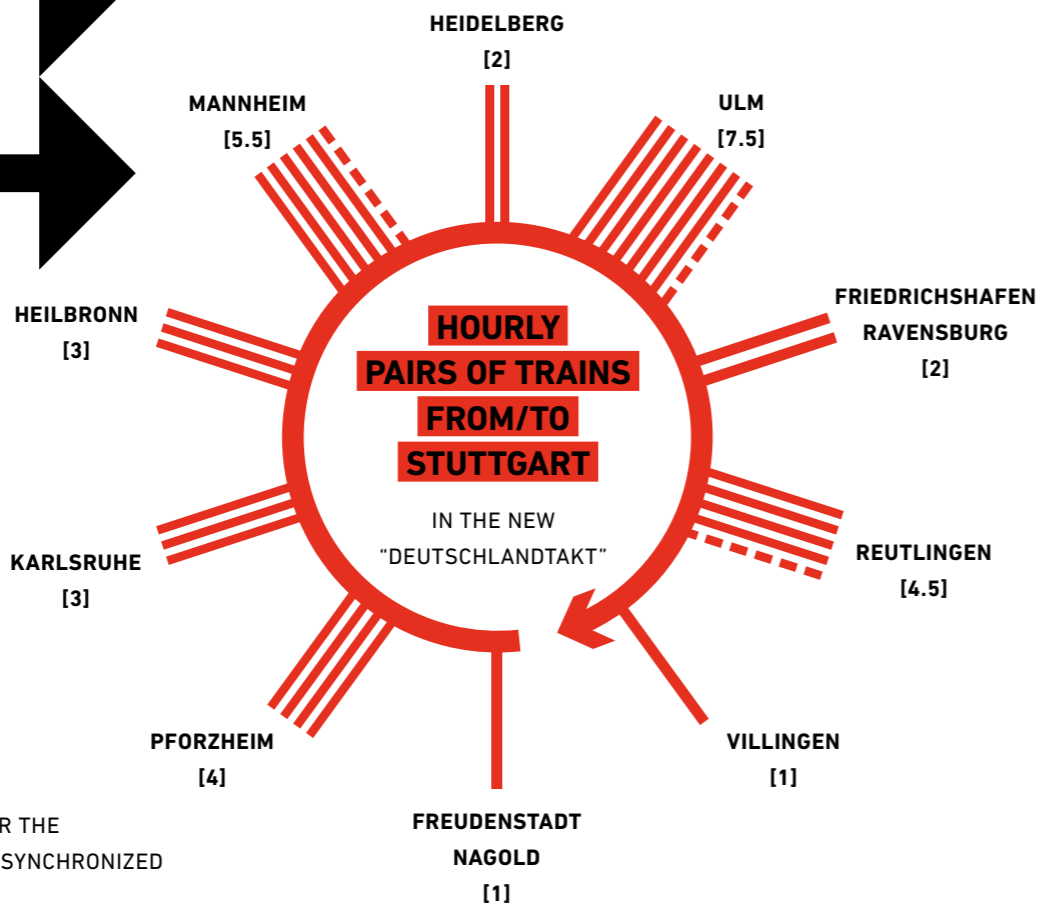 HEIDELBERG
[2]
MANNHEIM
[5.5]
ULM
[7.5]
HEILBRONN
[3]
FRIEDRICHSHAFEN
RAVENSBURG
[2]
HOURLY
PAIRS OF TRAINS
FROM/TO
STUTTGART
IN THE NEW
“DEUTSCHLANDTAKT”
KARLSRUHE
[3]
REUTLINGEN
[4.5]
PFORZHEIM
[4]
VILLINGEN
[1]
FREUDENSTADT
NAGOLD
[1]
R THE
SYNCHRONIZED